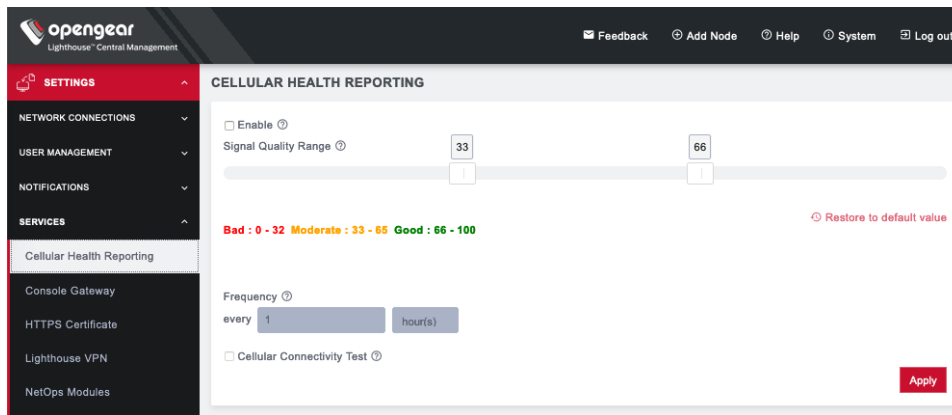 opengear
Lighthouse™ Central Management
Feedback
Add Node
Help
System
Log out
SETTINGS
NETWORK CONNECTIONS
USER MANAGEMENT
NOTIFICATIONS
SERVICES
Cellular Health Reporting
Console Gateway
HTTPS Certificate
Lighthouse VPN
NetOps Modules
CELLULAR HEALTH REPORTING
Enable
Signal Quality Range
33
66
Restore to default value
Bad : 0 - 32 Moderate : 33 - 65 Good : 66 - 100
Frequency
every 1 hour(s)
Cellular Connectivity Test
Apply